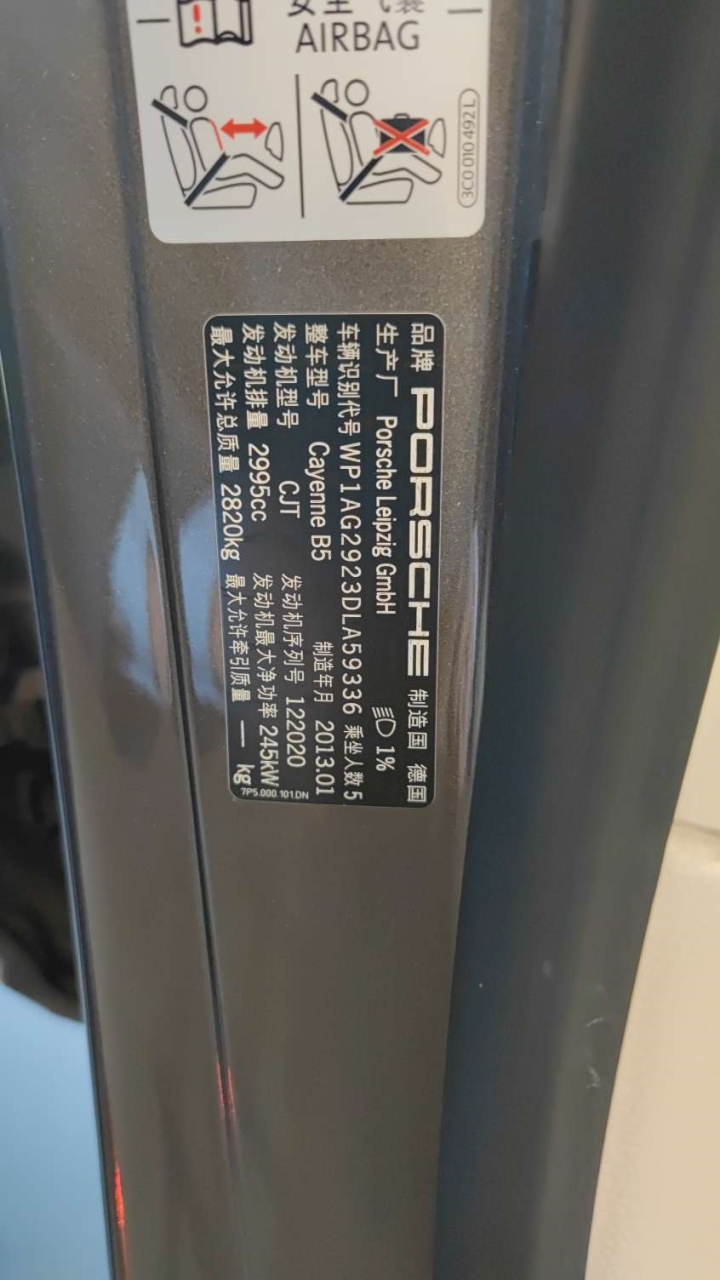 安全气囊
AIRBAG
3C0 010 492 L
品牌 PORSCHE 制造国 德国
生产厂 Porsche Leipzig GmbH 1%
车辆识别代号 WP1AG2923DLA59336 乘坐人数 5
整车型号 Cayenne B5 制造年月 2013.01
发动机型号 CJT 发动机序列号 122020
发动机排量 2995cc 发动机最大净功率 245kW
最大允许总质量 2820kg 最大允许牵引质量 — kg
7P5.000.101.DN